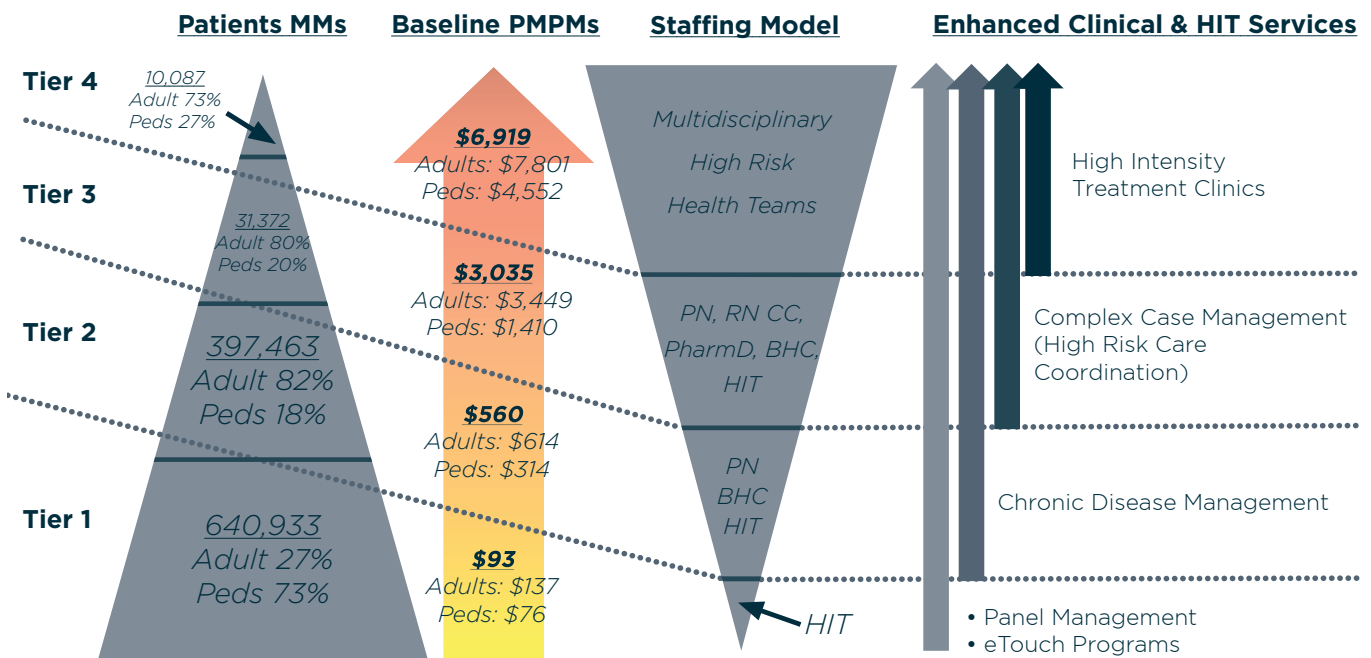 Patients MMs
Baseline PMPMs
Staffing Model
Enhanced Clinical & HIT Services
Tier 4
10,087
Adult 73%
Peds 27%
$6,919
Adults: $7,801
Peds: $4,552
Multidisciplinary
High Risk
Health Teams
High Intensity
Treatment Clinics
Tier 3
31,372
Adult 80%
Peds 20%
$3,035
Adults: $3,449
Peds: $1,410
PN, RN CC,
PharmD, BHC,
HIT
Complex Case Management
(High Risk Care
Coordination)
Tier 2
397,463
Adult 82%
Peds 18%
$560
Adults: $614
Peds: $314
PN
BHC
HIT
Chronic Disease Management
Tier 1
640,933
Adult 27%
Peds 73%
$93
Adults: $137
Peds: $76
HIT
• Panel Management
• eTouch Programs